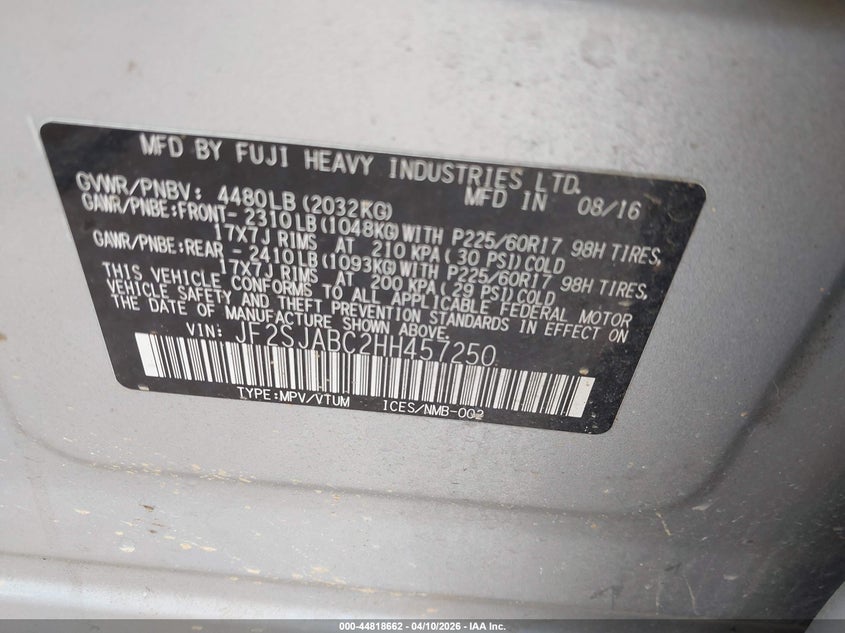 MFD BY FUJI HEAVY INDUSTRIES LTD.
GVWR/PNBV: 4480LB(2032KG) MFD IN 08/16
GAWR/PNBE:FRONT- 2310LB(1048KG)WITH P225/60R17 98H TIRES,
17X7J RIMS AT 210 KPA(30 PSI)COLD
GAWR/PNBE:REAR - 2410LB(1093KG)WITH P225/60R17 98H TIRES,
17X7J RIMS AT 200 KPA(29 PSI)COLD
THIS VEHICLE CONFORMS TO ALL APPLICABLE FEDERAL MOTOR
VEHICLE SAFETY AND THEFT PREVENTION STANDARDS IN EFFECT ON
THE DATE OF MANUFACTURE SHOWN ABOVE.
VIN: JF2SJABC2HH457250
TYPE:MPV/VTUM ICES/NMB-002
000-44818662 - 04/10/2026 - IAA Inc.